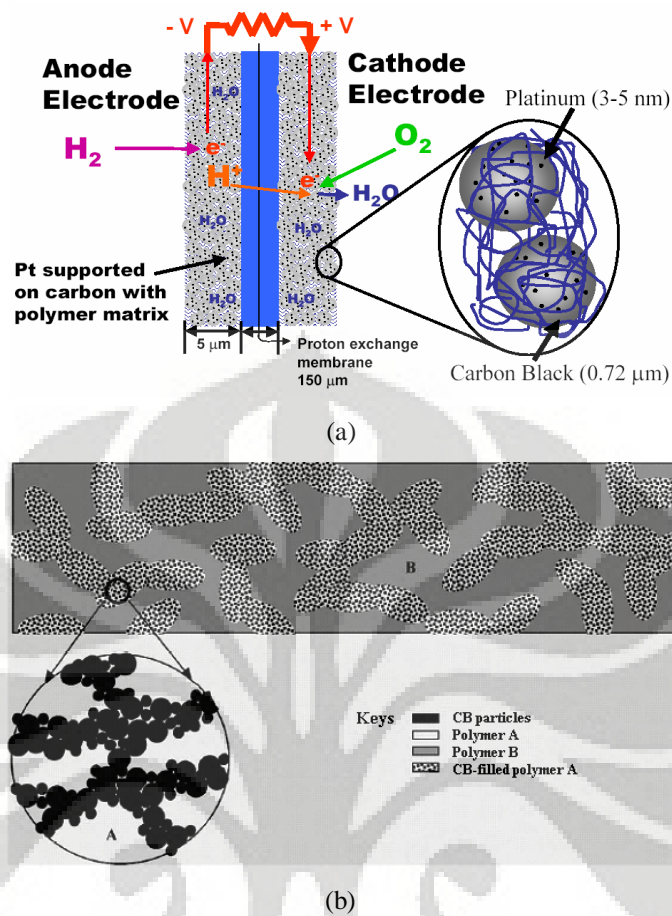 - V
+ V
Anode
Electrode
Cathode
Electrode
Platinum (3-5 nm)
H₂O
H₂
e⁻
O₂
H⁺
e⁻
H₂O
H₂O
H₂O
Pt supported
on carbon with
polymer matrix
H₂O
H₂O
5 μm
Proton exchange
membrane
150 μm
Carbon Black (0.72 μm)
(a)
B
Keys
CB particles
Polymer A
Polymer B
CB-filled polymer A
A
(b)